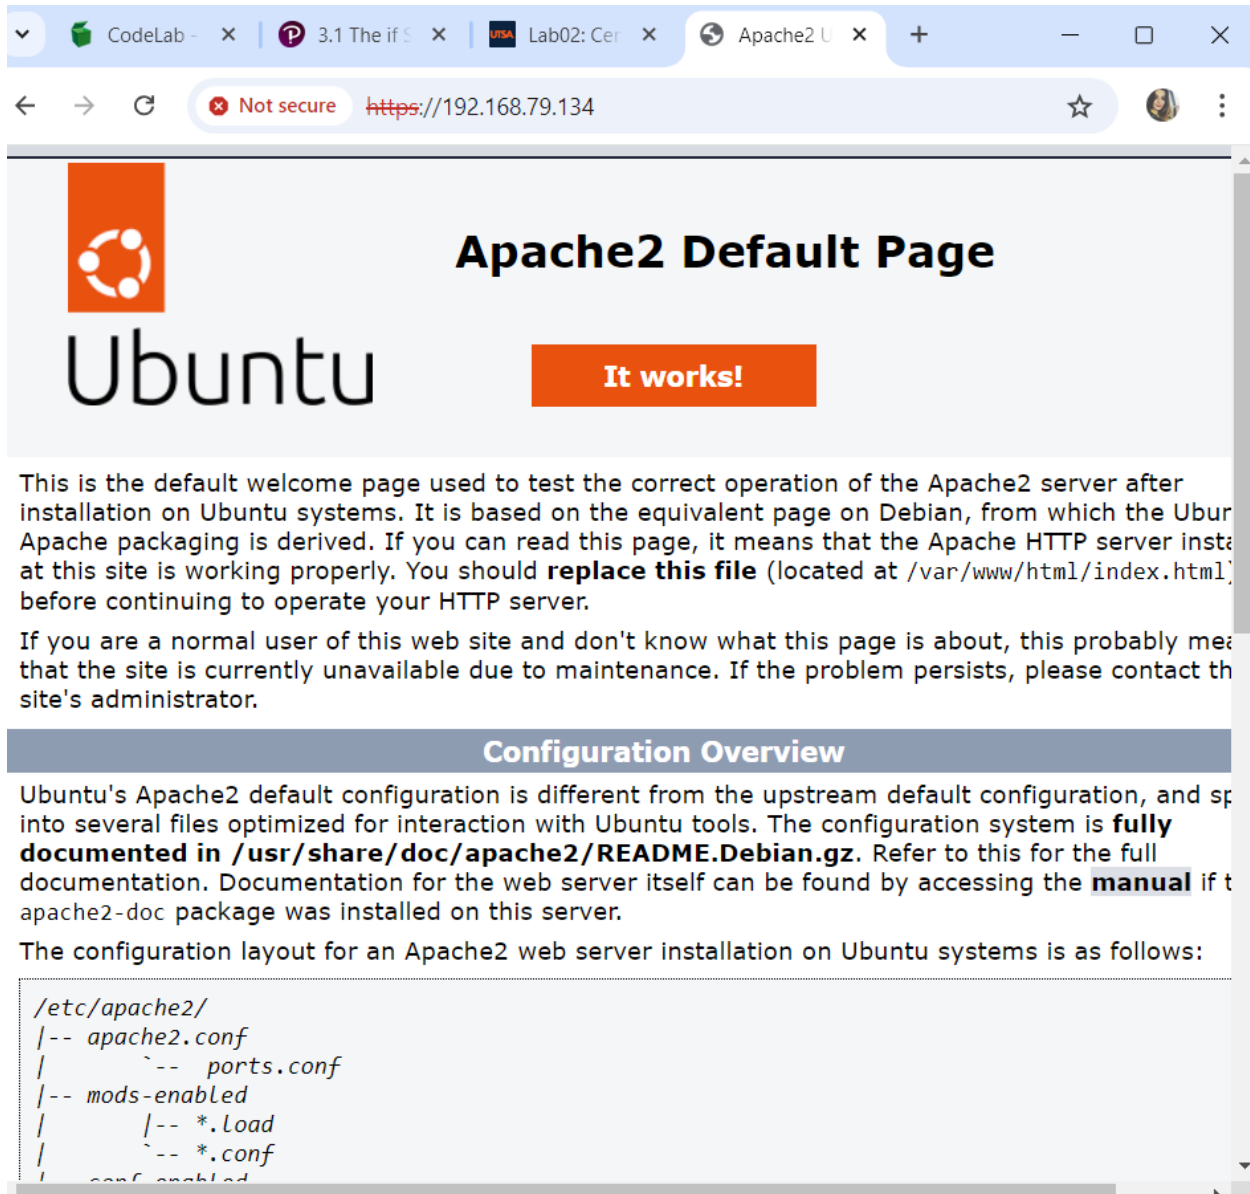 CodeLab -
3.1 The if S
UTSA
Lab02: Cer
Apache2 U
Not secure https://192.168.79.134
Apache2 Default Page
Ubuntu
It works!
This is the default welcome page used to test the correct operation of the Apache2 server after
installation on Ubuntu systems. It is based on the equivalent page on Debian, from which the Ubun
Apache packaging is derived. If you can read this page, it means that the Apache HTTP server insta
at this site is working properly. You should replace this file (located at /var/www/html/index.html)
before continuing to operate your HTTP server.
If you are a normal user of this web site and don't know what this page is about, this probably mea
that the site is currently unavailable due to maintenance. If the problem persists, please contact th
site's administrator.
Configuration Overview
Ubuntu's Apache2 default configuration is different from the upstream default configuration, and sp
into several files optimized for interaction with Ubuntu tools. The configuration system is fully
documented in /usr/share/doc/apache2/README.Debian.gz. Refer to this for the full
documentation. Documentation for the web server itself can be found by accessing the manual if t
apache2-doc package was installed on this server.
The configuration layout for an Apache2 web server installation on Ubuntu systems is as follows:
/etc/apache2/
|-- apache2.conf
|       `--  ports.conf
|-- mods-enabled
|       |-- *.load
|       `-- *.conf
|-- conf-enabled